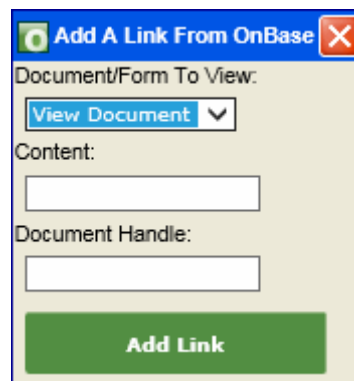 Add A Link From OnBase
Document/Form To View:
View Document
Content:
Document Handle:
Add Link